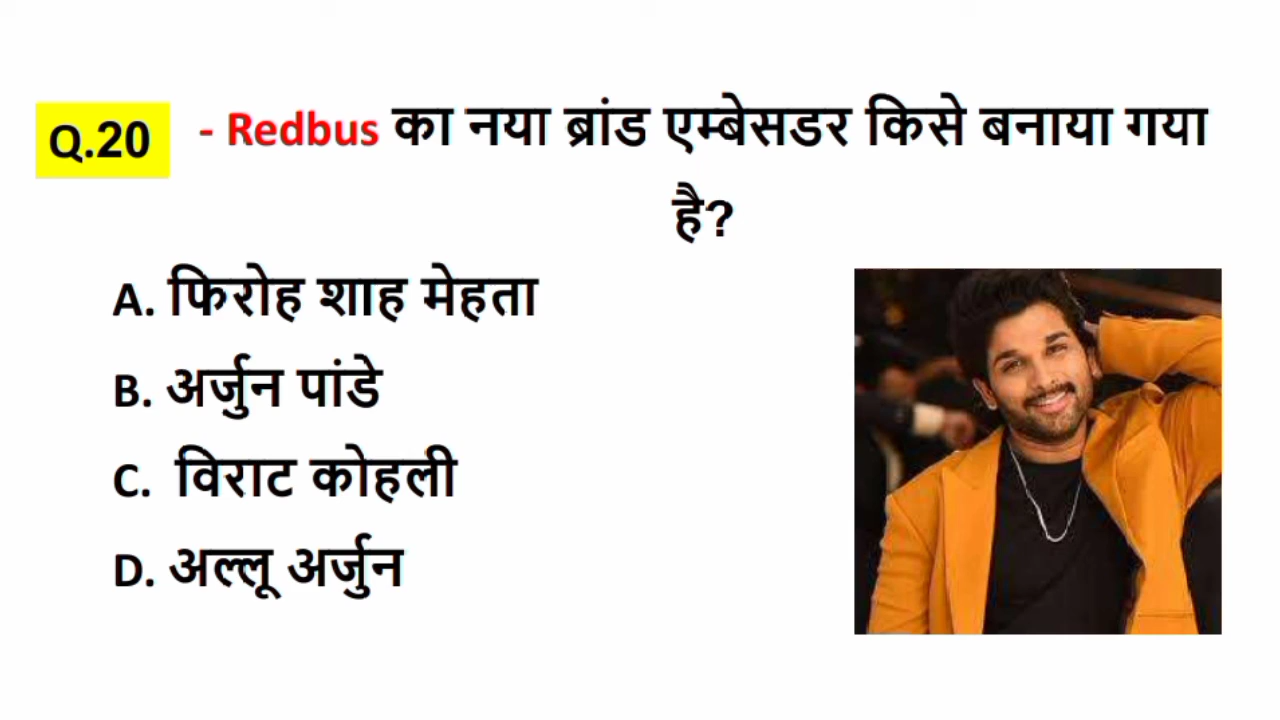 Q.20 - Redbus का नया ब्रांड एम्बेसडर किसे बनाया गया
है?
A. फिरोह शाह मेहता
B. अर्जुन पांडे
C. विराट कोहली
D. अल्लू अर्जुन